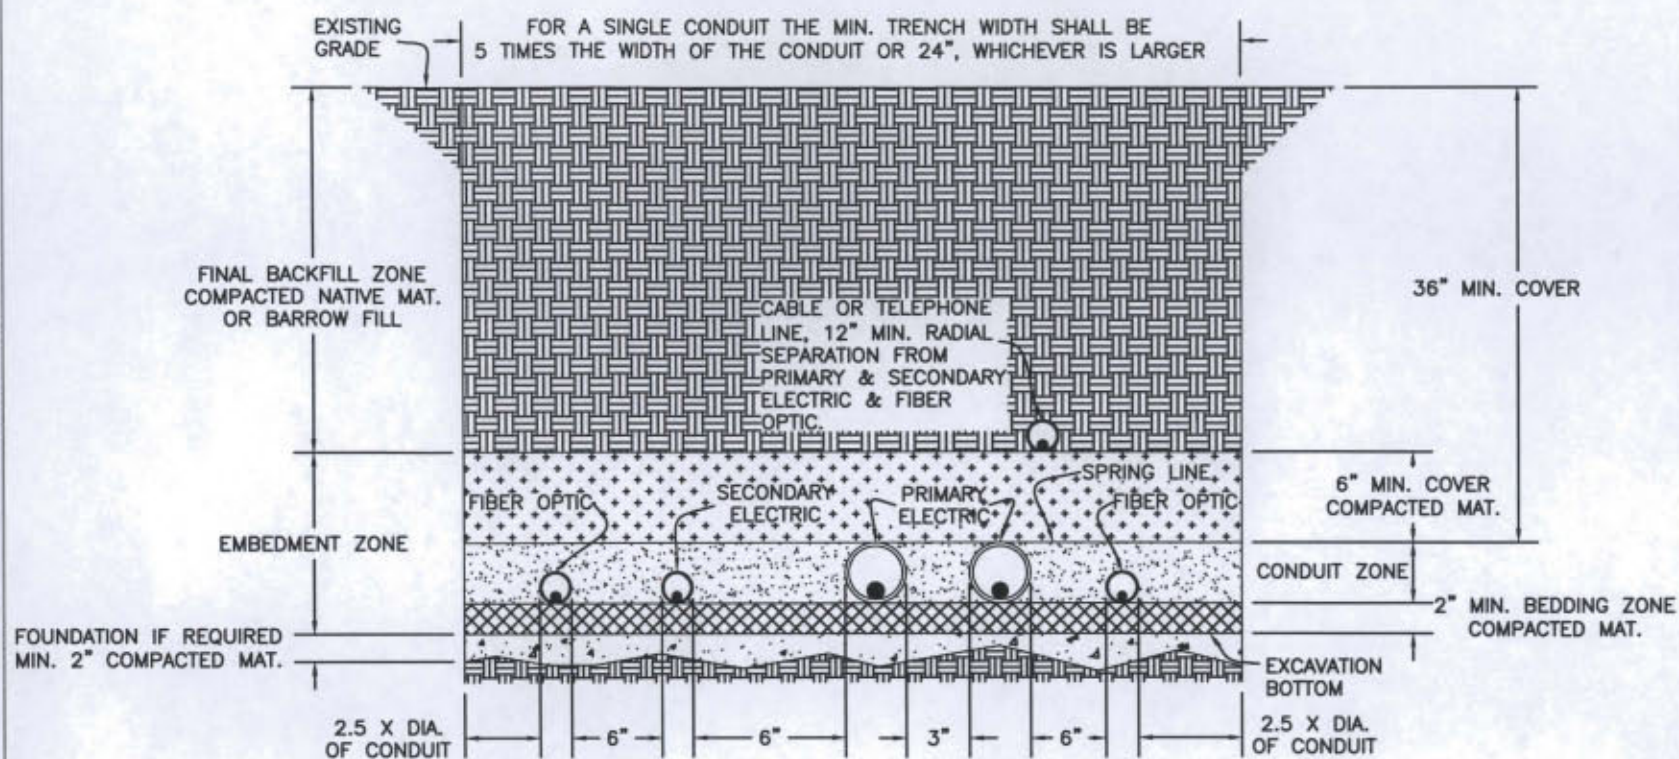 EXISTING
GRADE
FOR A SINGLE CONDUIT THE MIN. TRENCH WIDTH SHALL BE
5 TIMES THE WIDTH OF THE CONDUIT OR 24", WHICHEVER IS LARGER
FINAL BACKFILL ZONE
COMPACTED NATIVE MAT.
OR BARROW FILL
36" MIN. COVER
CABLE OR TELEPHONE
LINE, 12" MIN. RADIAL
SEPARATION FROM
PRIMARY & SECONDARY
ELECTRIC & FIBER
OPTIC.
SPRING LINE
FIBER OPTIC
SECONDARY
ELECTRIC
PRIMARY
ELECTRIC
FIBER OPTIC
6" MIN. COVER
COMPACTED MAT.
EMBEDMENT ZONE
CONDUIT ZONE
2" MIN. BEDDING ZONE
COMPACTED MAT.
FOUNDATION IF REQUIRED
MIN. 2" COMPACTED MAT.
EXCAVATION
BOTTOM
2.5 X DIA.
OF CONDUIT
6"
6"
3"
6"
2.5 X DIA.
OF CONDUIT